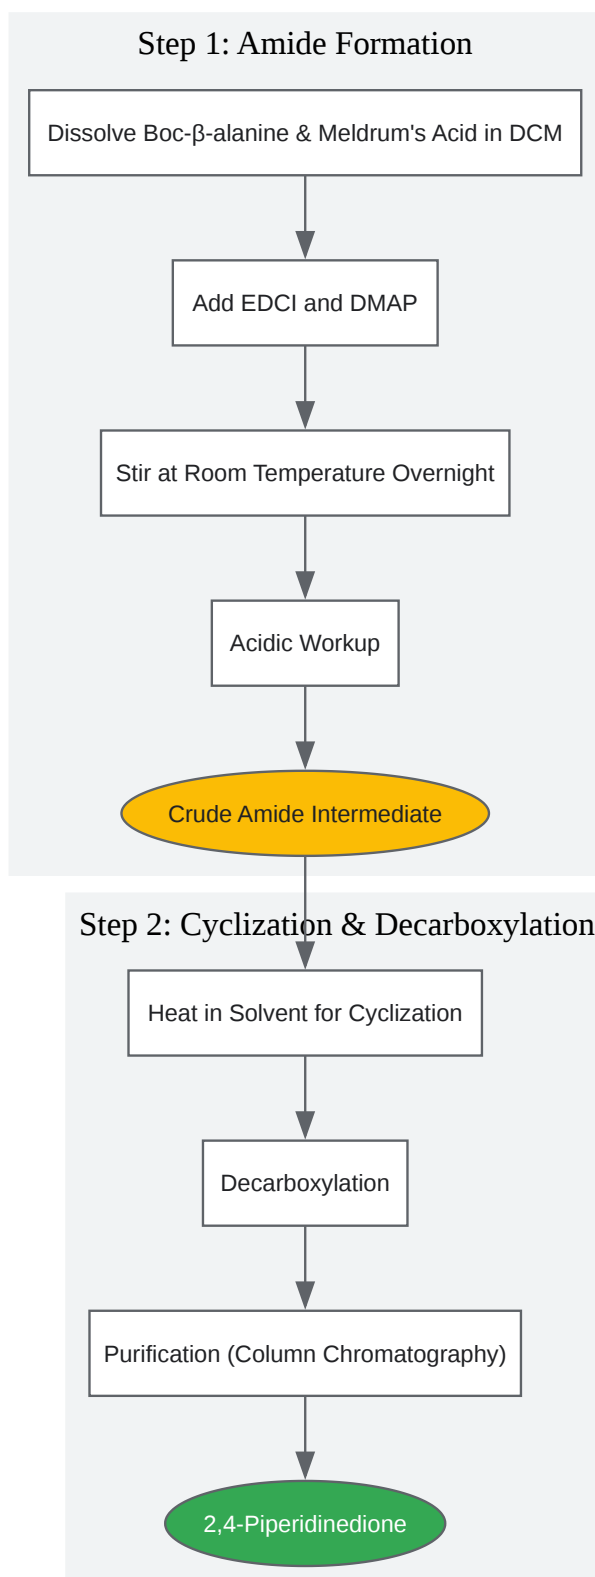 Step 1: Amide Formation
Dissolve Boc-β-alanine & Meldrum's Acid in DCM
Add EDCI and DMAP
Stir at Room Temperature Overnight
Acidic Workup
Crude Amide Intermediate
Step 2: Cyclization & Decarboxylation
Heat in Solvent for Cyclization
Decarboxylation
Purification (Column Chromatography)
2,4-Piperidinedione